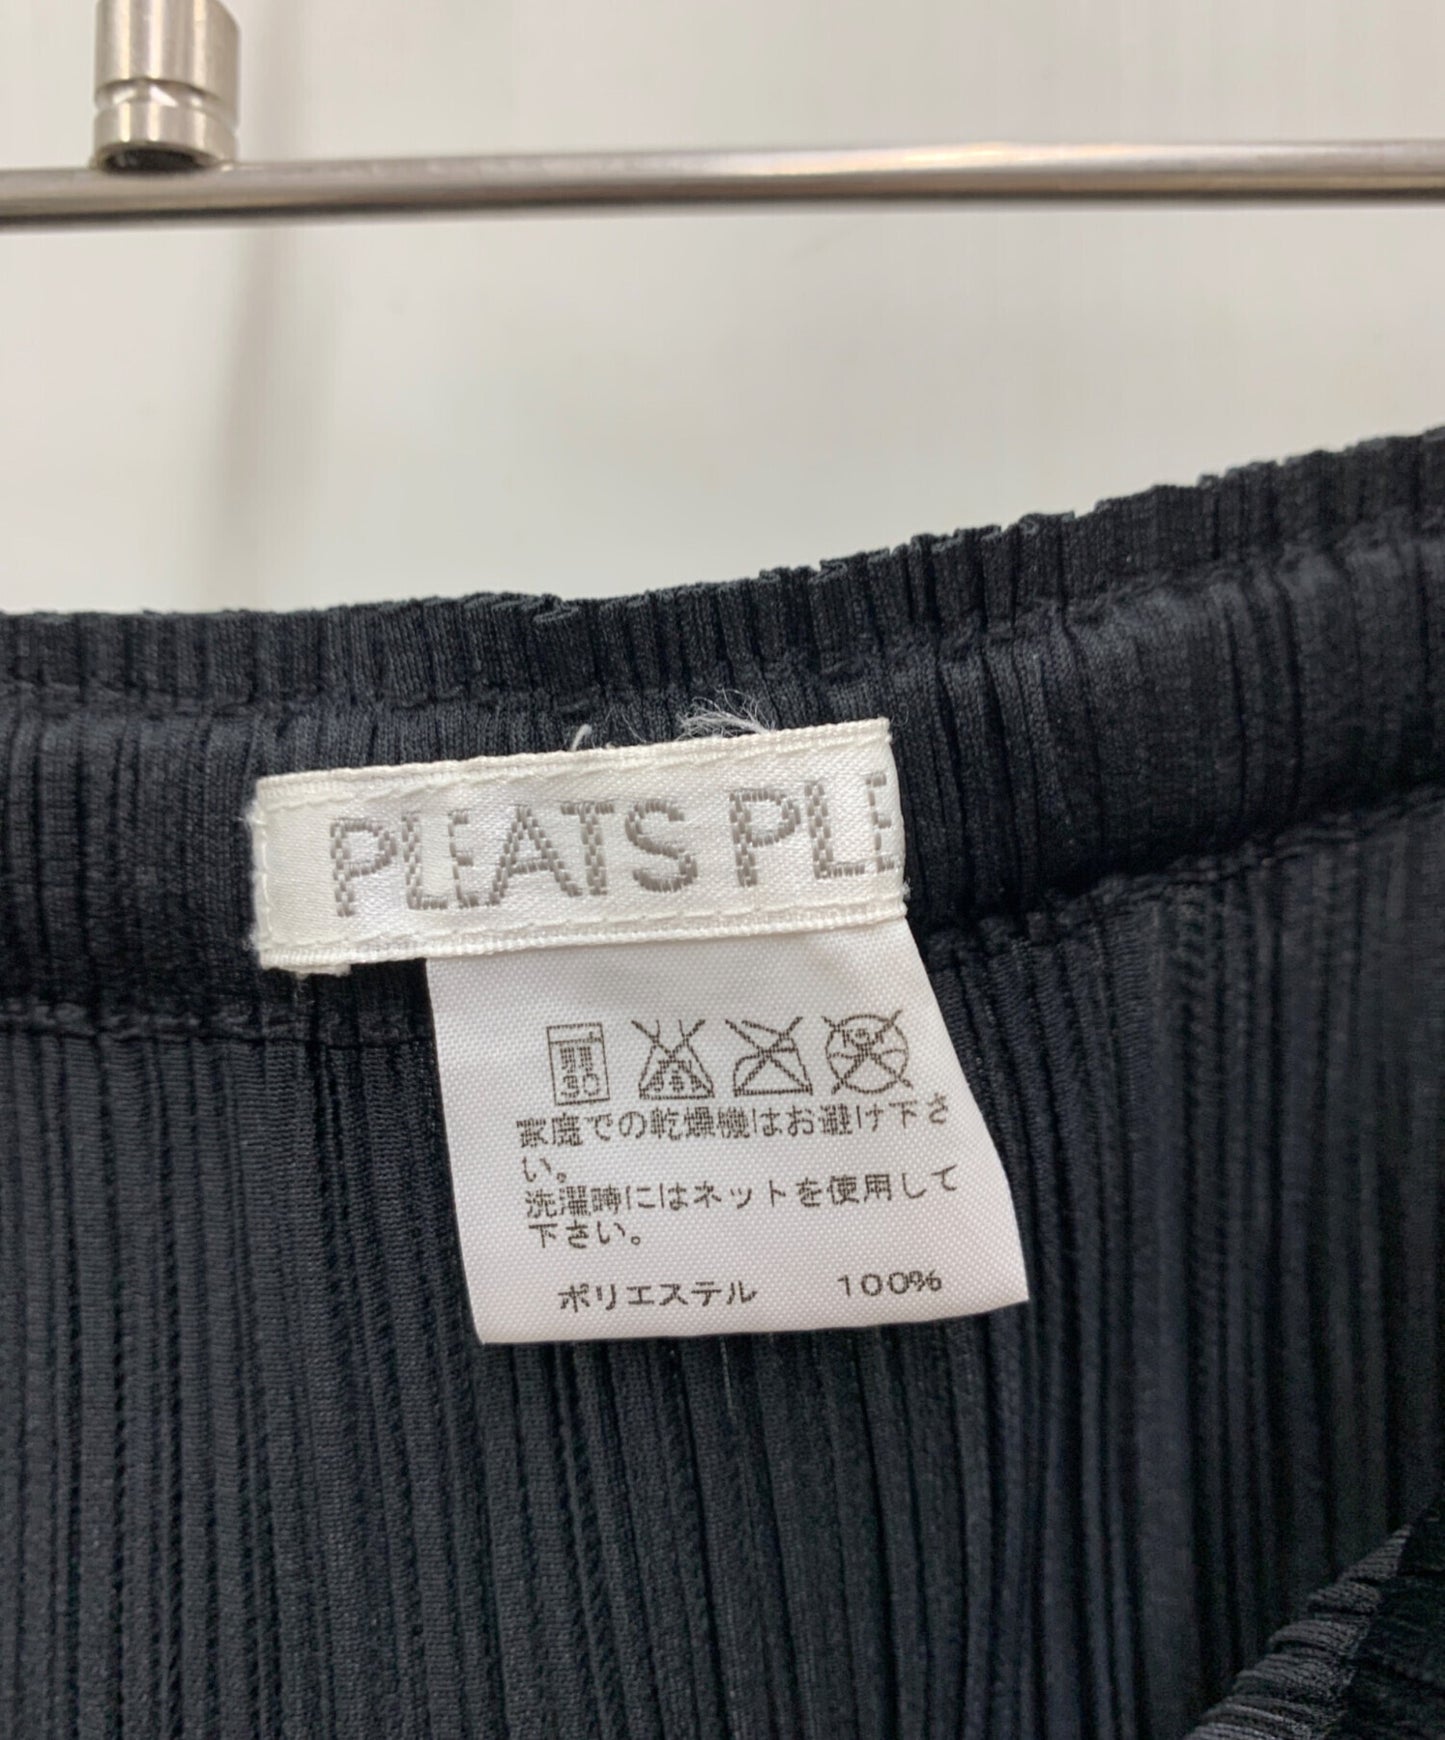 PLEATS PLE
弱
30
家庭での乾燥機はお避け下さ
い。
洗濯時にはネットを使用して
下さい。
ポリエステル 100%